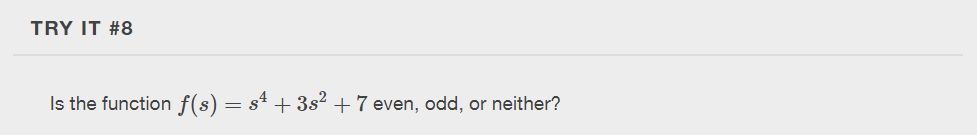 TRY IT #8
Is the function f(s) = s⁴ + 3s² + 7 even, odd, or neither?